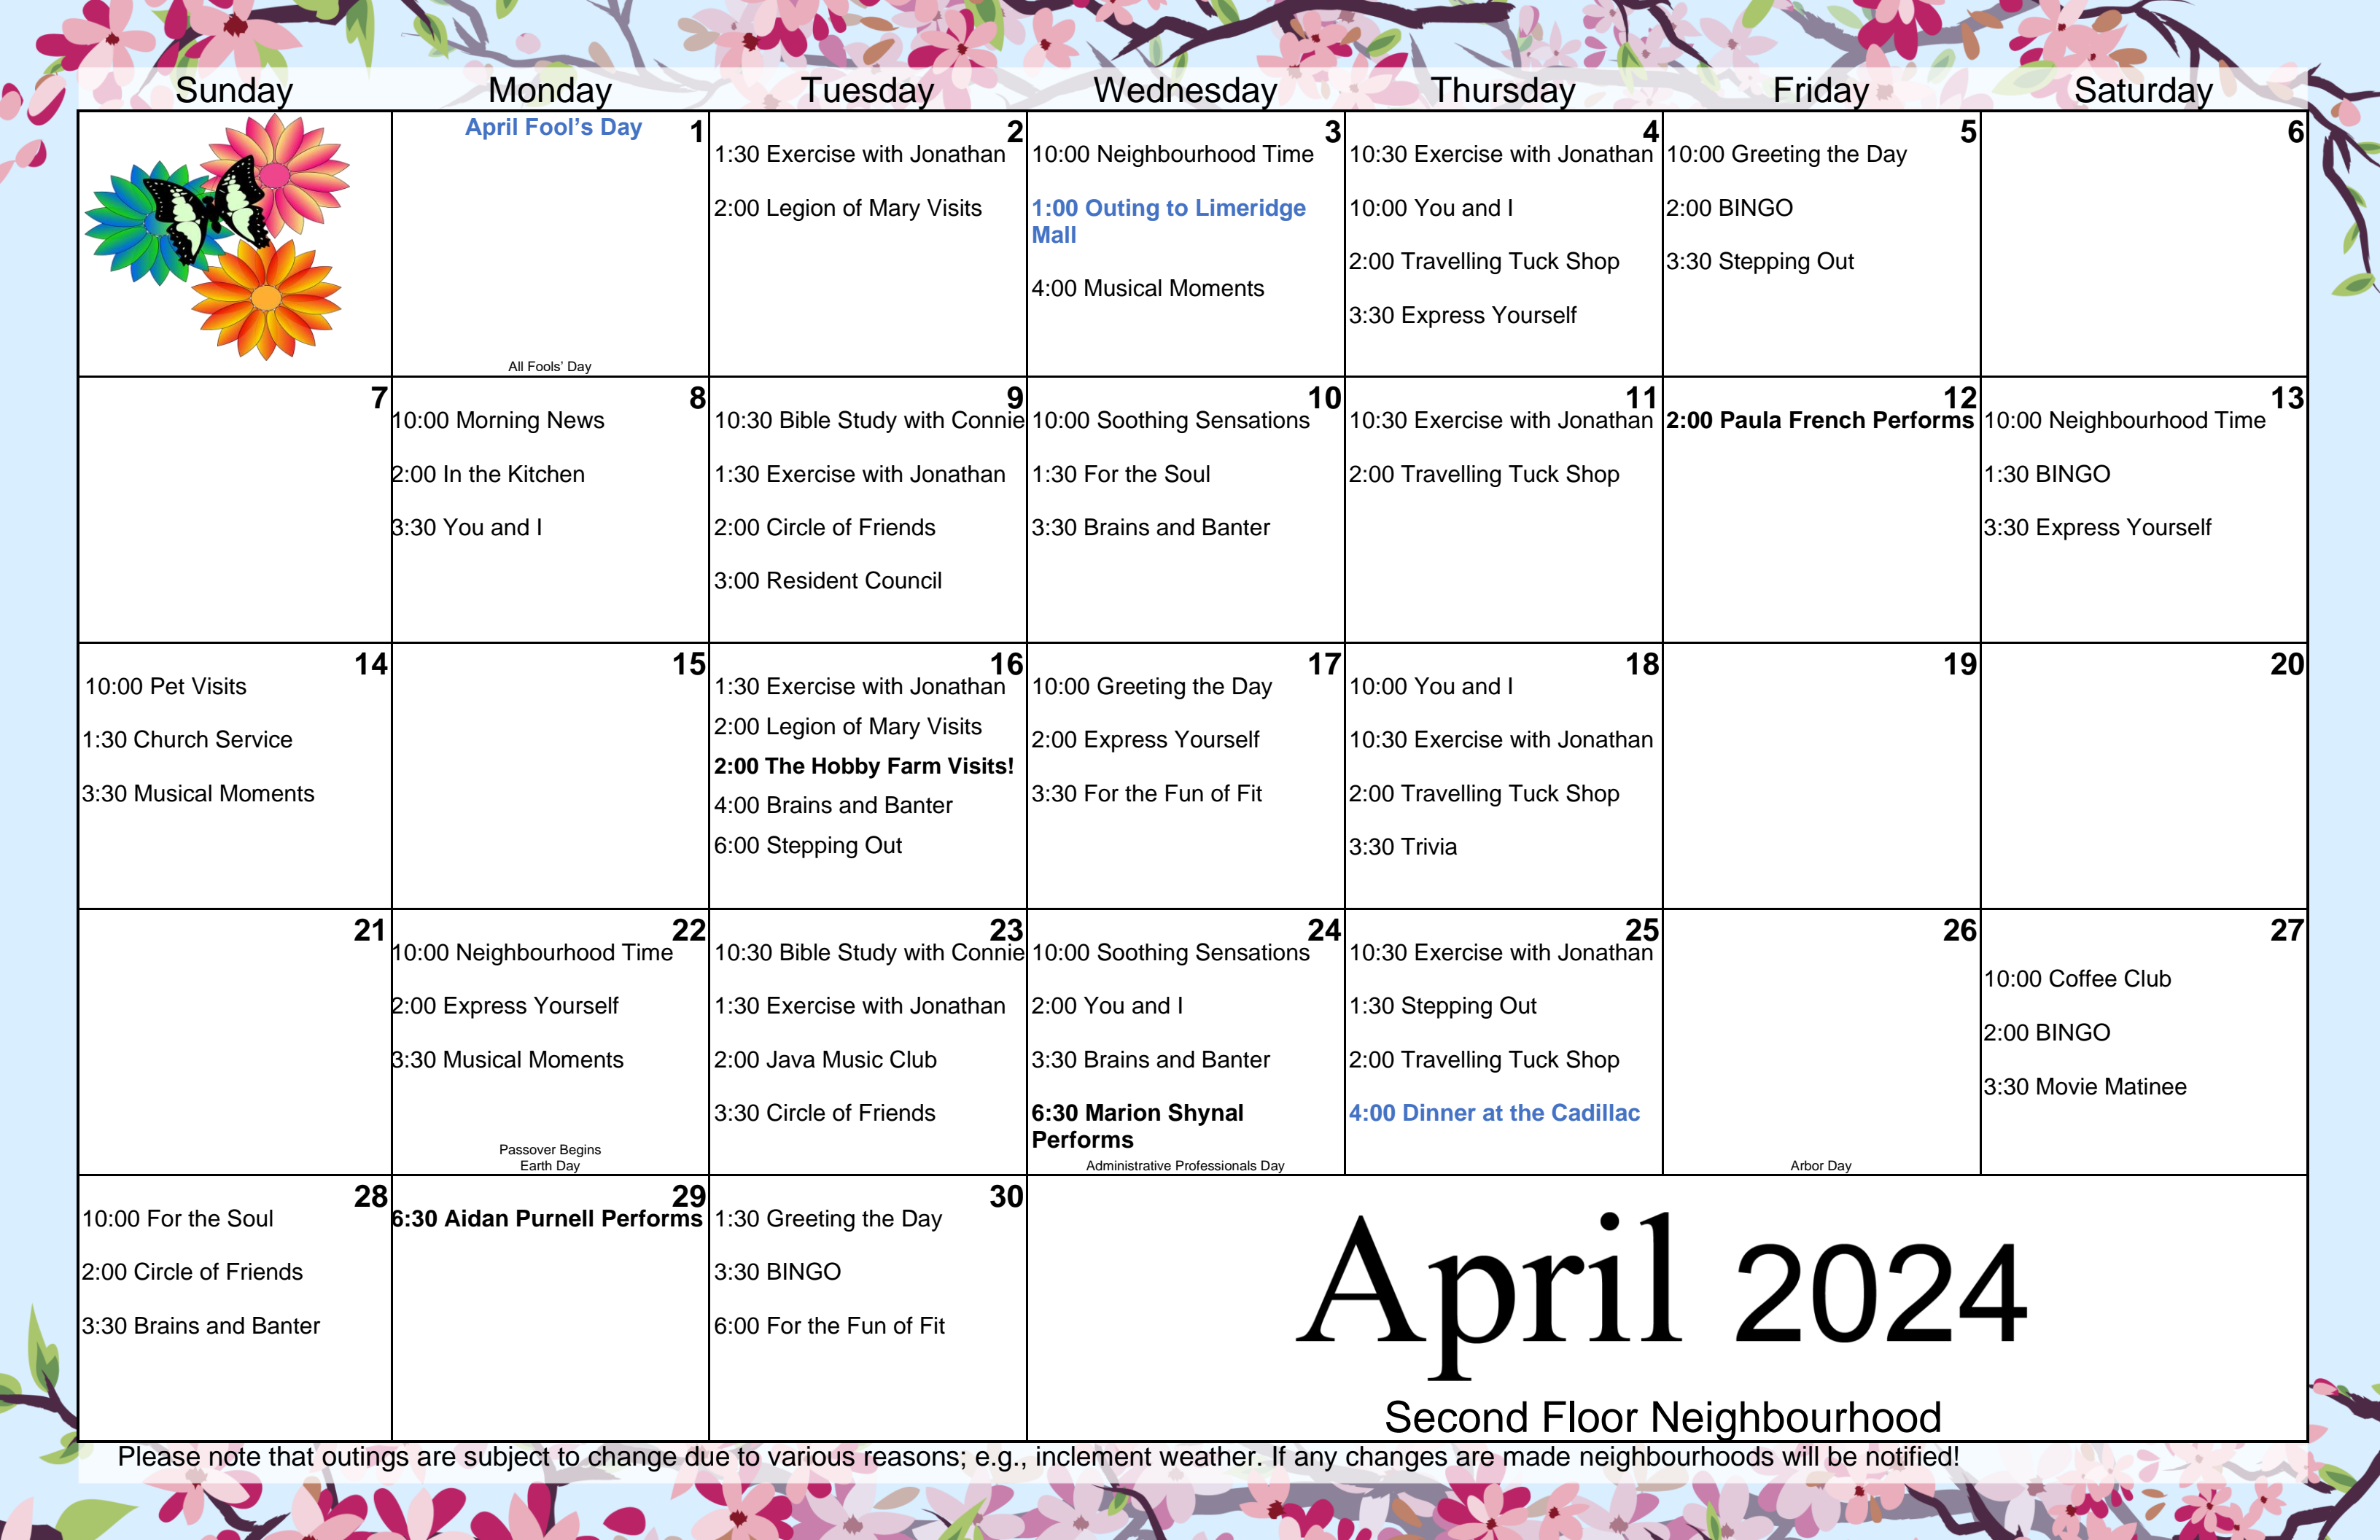 Sunday Monday Tuesday Wednesday Thursday Friday Saturday
April Fool's Day 1
All Fools' Day
2
1:30 Exercise with Jonathan
2:00 Legion of Mary Visits
3
10:00 Neighbourhood Time
1:00 Outing to Limeridge
Mall
4:00 Musical Moments
4
10:30 Exercise with Jonathan
10:00 You and I
2:00 Travelling Tuck Shop
3:30 Express Yourself
5
10:00 Greeting the Day
2:00 BINGO
3:30 Stepping Out
6
7
8
10:00 Morning News
2:00 In the Kitchen
3:30 You and I
9
10:30 Bible Study with Connie
1:30 Exercise with Jonathan
2:00 Circle of Friends
3:00 Resident Council
10
10:00 Soothing Sensations
1:30 For the Soul
3:30 Brains and Banter
11
10:30 Exercise with Jonathan
2:00 Travelling Tuck Shop
12
2:00 Paula French Performs
13
10:00 Neighbourhood Time
1:30 BINGO
3:30 Express Yourself
14
10:00 Pet Visits
1:30 Church Service
3:30 Musical Moments
15
16
1:30 Exercise with Jonathan
2:00 Legion of Mary Visits
2:00 The Hobby Farm Visits!
4:00 Brains and Banter
6:00 Stepping Out
17
10:00 Greeting the Day
2:00 Express Yourself
3:30 For the Fun of Fit
18
10:00 You and I
10:30 Exercise with Jonathan
2:00 Travelling Tuck Shop
3:30 Trivia
19
20
21
22
10:00 Neighbourhood Time
2:00 Express Yourself
3:30 Musical Moments
Passover Begins
Earth Day
23
10:30 Bible Study with Connie
1:30 Exercise with Jonathan
2:00 Java Music Club
3:30 Circle of Friends
24
10:00 Soothing Sensations
2:00 You and I
3:30 Brains and Banter
6:30 Marion Shynal
Performs
Administrative Professionals Day
25
10:30 Exercise with Jonathan
1:30 Stepping Out
2:00 Travelling Tuck Shop
4:00 Dinner at the Cadillac
26
Arbor Day
27
10:00 Coffee Club
2:00 BINGO
3:30 Movie Matinee
28
10:00 For the Soul
2:00 Circle of Friends
3:30 Brains and Banter
29
6:30 Aidan Purnell Performs
30
1:30 Greeting the Day
3:30 BINGO
6:00 For the Fun of Fit
April 2024
Second Floor Neighbourhood
Please note that outings are subject to change due to various reasons; e.g., inclement weather. If any changes are made neighbourhoods will be notified!